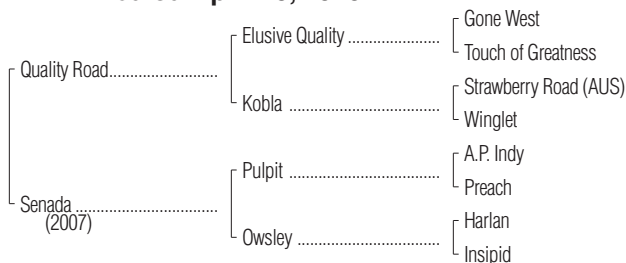 Gone West
Elusive Quality ........................
Touch of Greatness
Quality Road............................
Strawberry Road (AUS)
Kobla ........................................
Winglet
A.P. Indy
Pulpit ........................................
Preach
Senada ......................................
(2007)
Harlan
Owsley ......................................
Insipid